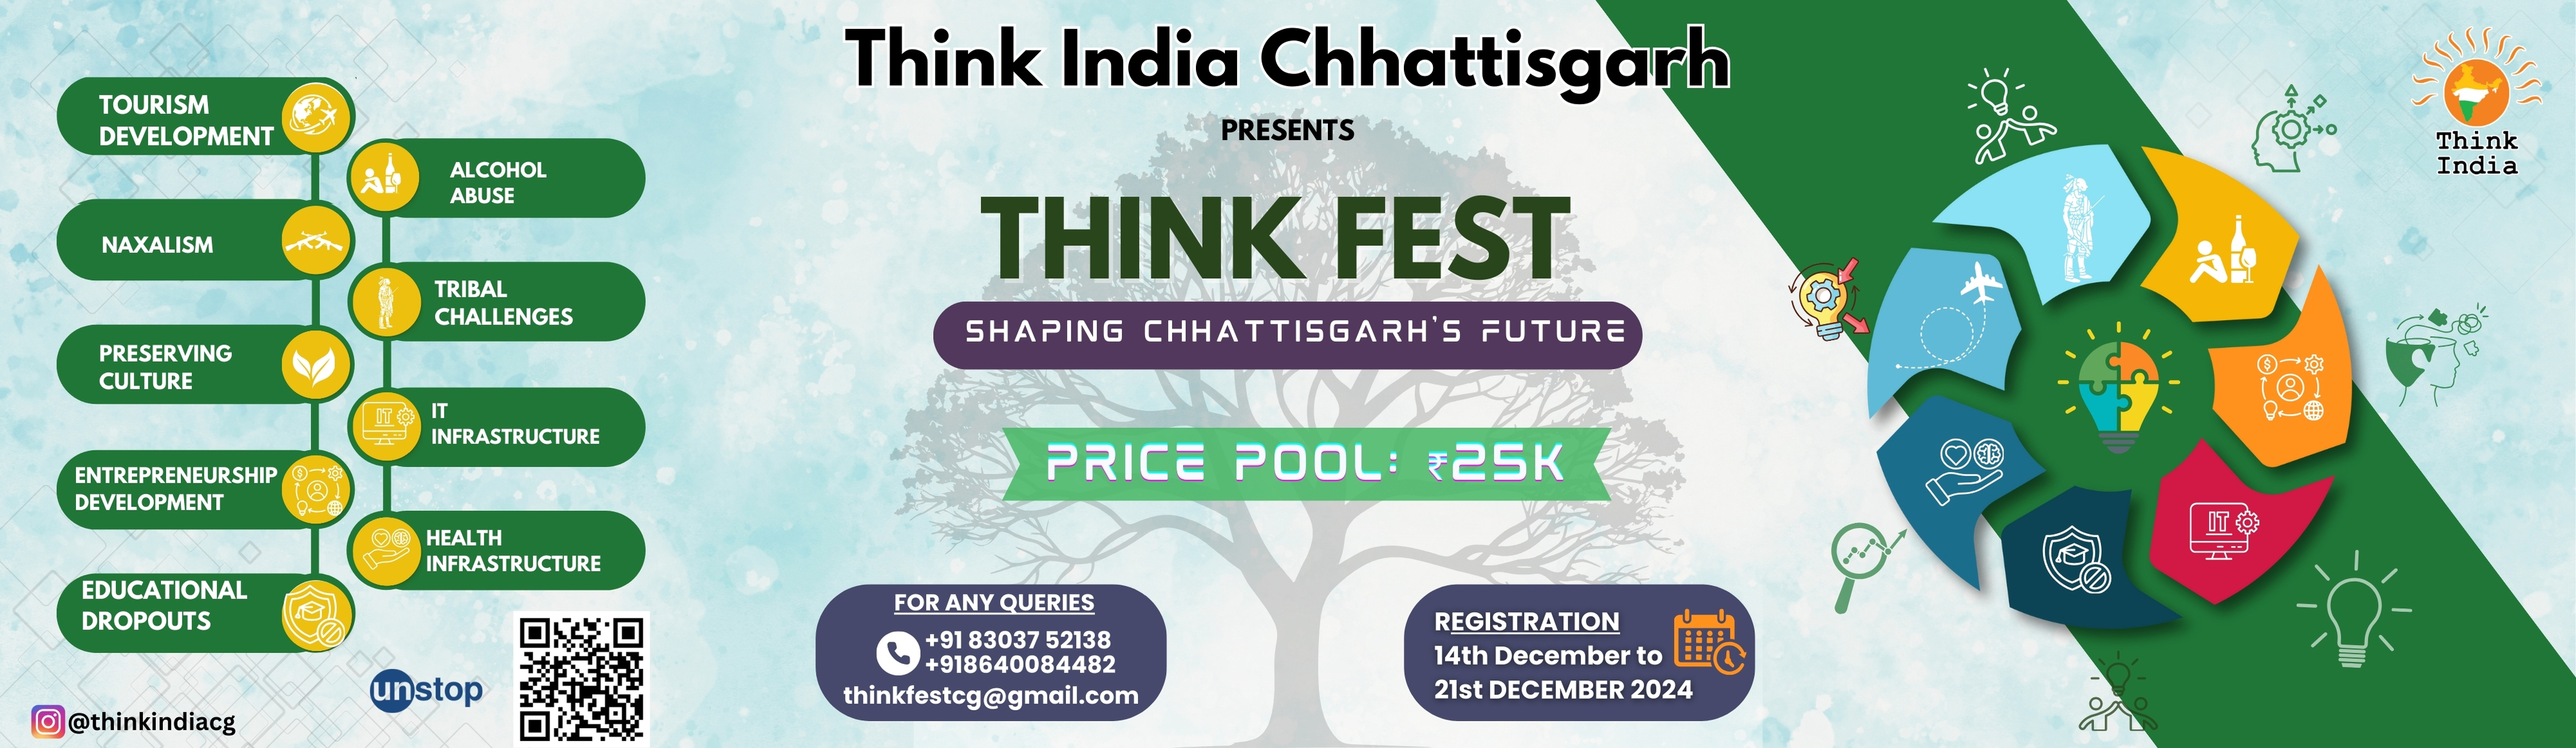 Think India Chhattisgarh
PRESENTS
THINK FEST
SHAPING CHHATTISGARH'S FUTURE
PRICE POOL: ₹25K
TOURISM
DEVELOPMENT
ALCOHOL
ABUSE
NAXALISM
TRIBAL
CHALLENGES
PRESERVING
CULTURE
IT
IT
INFRASTRUCTURE
ENTREPRENEURSHIP
DEVELOPMENT
HEALTH
INFRASTRUCTURE
EDUCATIONAL
DROPOUTS
unstop
@thinkindiacg
FOR ANY QUERIES
+91 83037 52138
+918640084482
thinkfestcg@gmail.com
REGISTRATION
14th December to
21st DECEMBER 2024
IT
Think
India